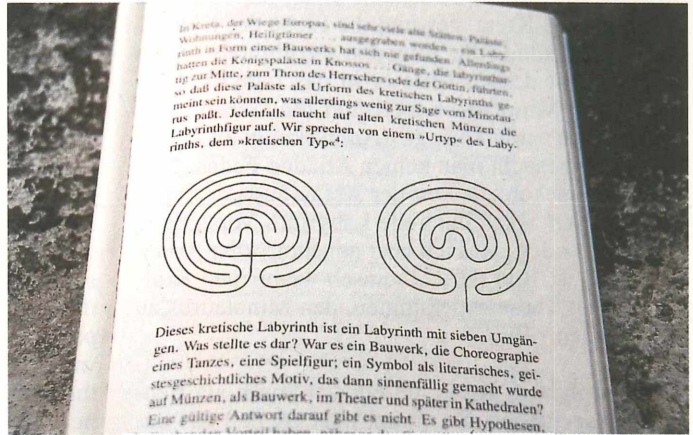 In Kreta, der Wiege Europas, sind sehr viele alte Stätten, Paläste,
Wohnungen, Heiligtümer . . . ausgegraben worden – ein Laby-
rinth in Form eines Bauwerks hat sich nie gefunden. Allerdings
hatten die Königspaläste in Knossos . . . Gänge, die labyrinthar-
tig zur Mitte, zum Thron des Herrschers oder der Göttin, führten,
so daß diese Paläste als Urform des kretischen Labyrinths ge-
meint sein könnten, was allerdings wenig zur Sage vom Minotau-
rus paßt. Jedenfalls taucht auf alten kretischen Münzen die
Labyrinthfigur auf. Wir sprechen von einem »Urtyp« des Laby-
rinths, dem »kretischen Typ«⁴:
Dieses kretische Labyrinth ist ein Labyrinth mit sieben Umgän-
gen. Was stellte es dar? War es ein Bauwerk, die Choreographie
eines Tanzes, eine Spielfigur; ein Symbol als literarisches, gei-
stesgeschichtliches Motiv, das dann sinnenfällig gemacht wurde
auf Münzen, als Bauwerk, im Theater und später in Kathedralen?
Eine gültige Antwort darauf gibt es nicht. Es gibt Hypothesen,
Vorteil haben,